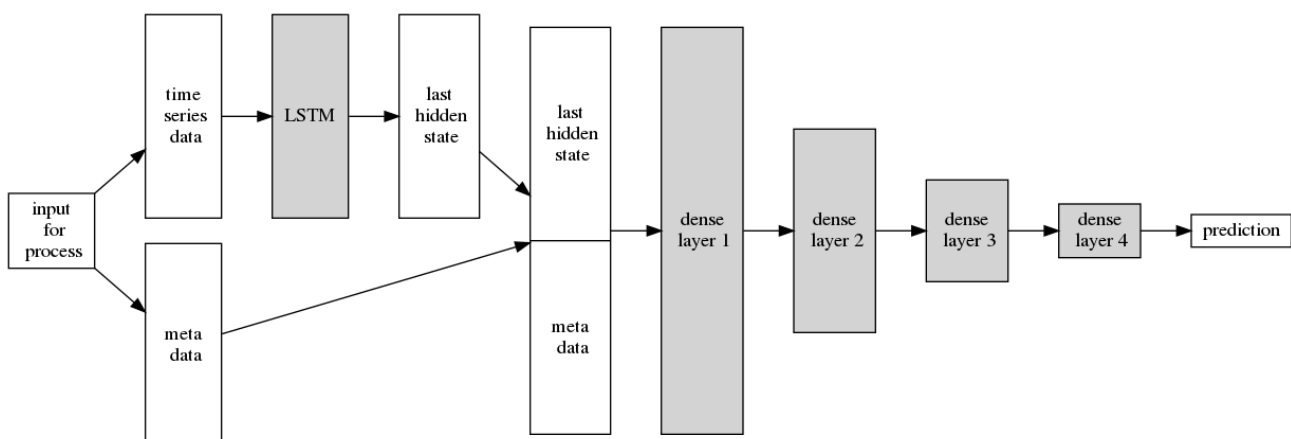 input
for
process
time
series
data
meta
data
LSTM
last
hidden
state
last
hidden
state
meta
data
dense
layer 1
dense
layer 2
dense
layer 3
dense
layer 4
prediction